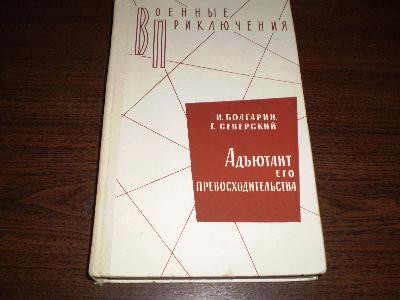 Военные
Приключения
И. БОЛГАРИН,
Г. СЕВЕРСКИЙ
АДЪЮТАНТ
ЕГО
ПРЕВОСХОДИТЕЛЬСТВА